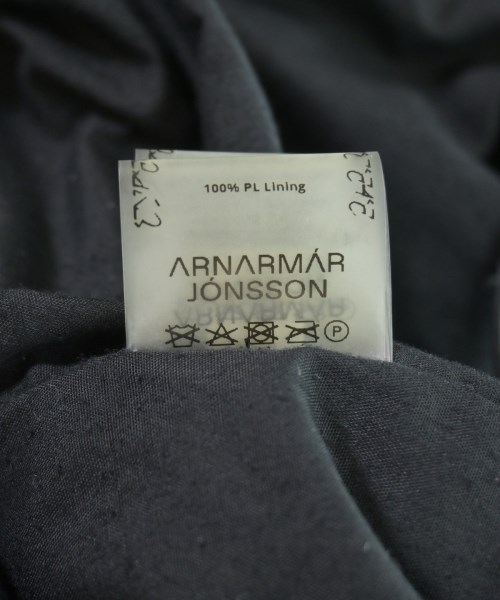 100% PL Lining
ARNARMÁR
JÓNSSON
P